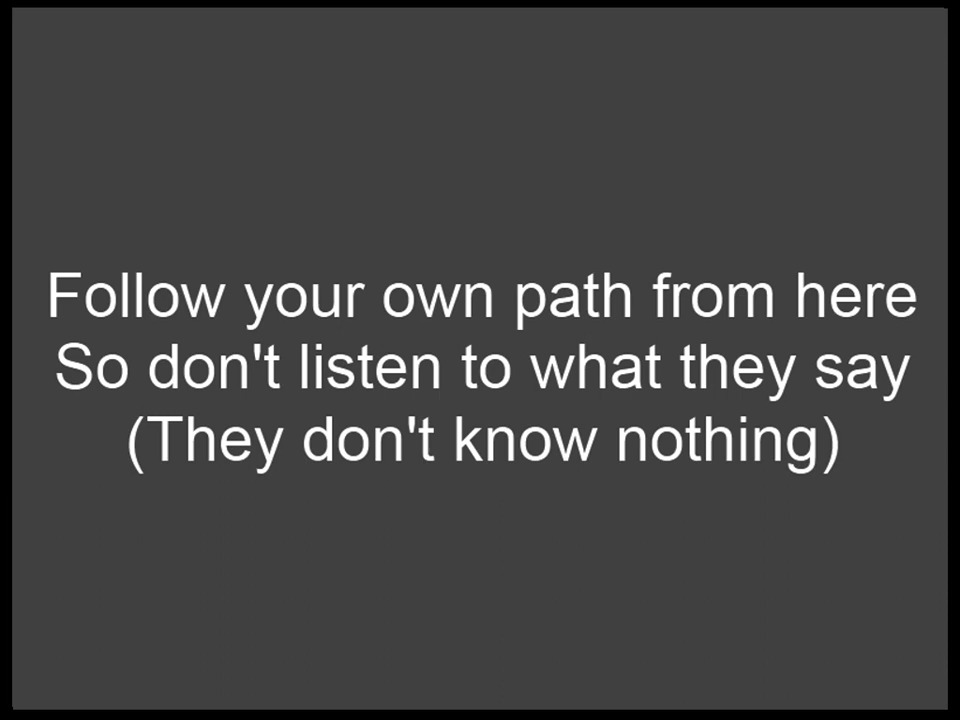 Follow your own path from here
So don't listen to what they say
(They don't know nothing)